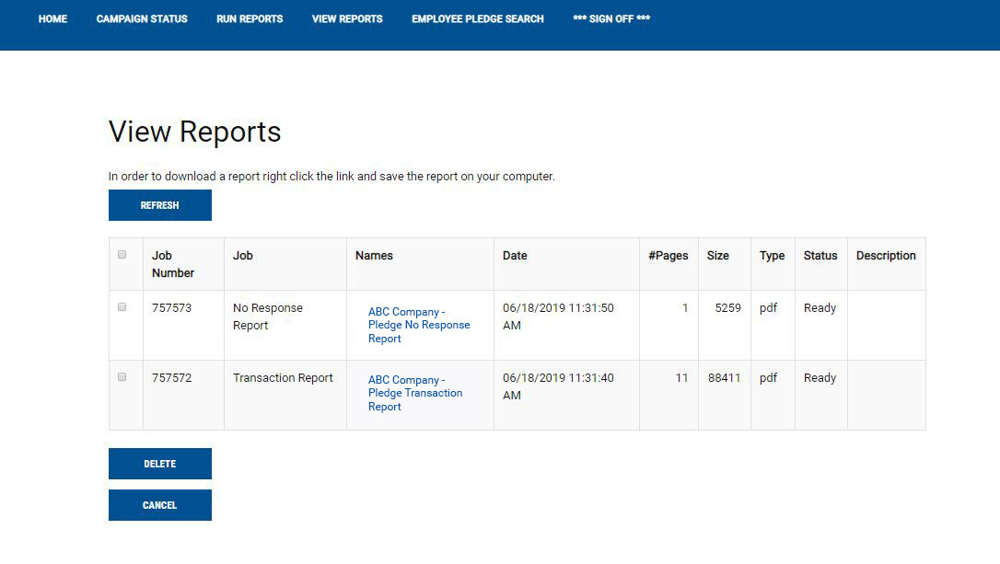 HOME CAMPAIGN STATUS RUN REPORTS VIEW REPORTS EMPLOYEE PLEDGE SEARCH *** SIGN OFF ***
View Reports
In order to download a report right click the link and save the report on your computer.
REFRESH
Job Number Job Names Date #Pages Size Type Status Description
757573 No Response Report ABC Company - Pledge No Response Report 06/18/2019 11:31:50 AM 1 5259 pdf Ready
757572 Transaction Report ABC Company - Pledge Transaction Report 06/18/2019 11:31:40 AM 11 88411 pdf Ready
DELETE
CANCEL